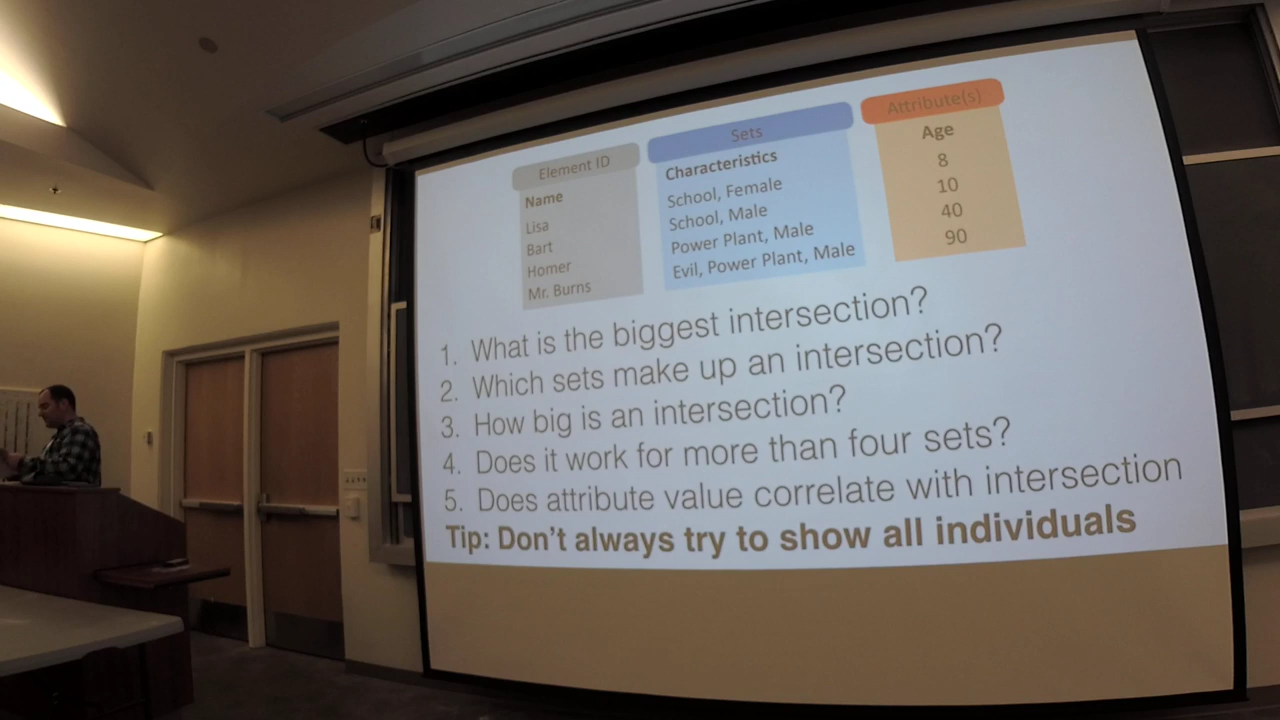 Element ID Sets Attribute(s)
Name Characteristics Age
Lisa School, Female 8
Bart School, Male 10
Homer Power Plant, Male 40
Mr. Burns Evil, Power Plant, Male 90
1. What is the biggest intersection?
2. Which sets make up an intersection?
3. How big is an intersection?
4. Does it work for more than four sets?
5. Does attribute value correlate with intersection
Tip: Don't always try to show all individuals